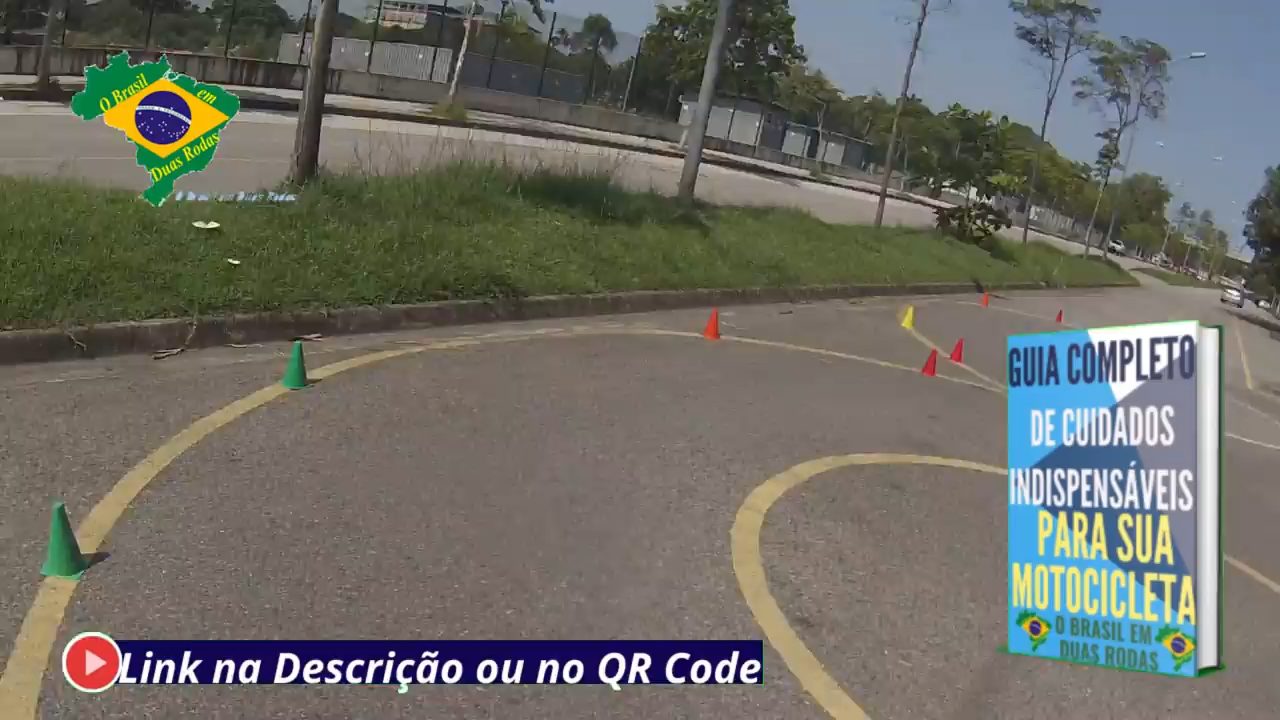 O Brasil
em
Duas Rodas
GUIA COMPLETO
DE CUIDADOS
INDISPENSÁVEIS
PARA SUA
MOTOCICLETA
O BRASIL EM
DUAS RODAS
Link na Descrição ou no QR Code